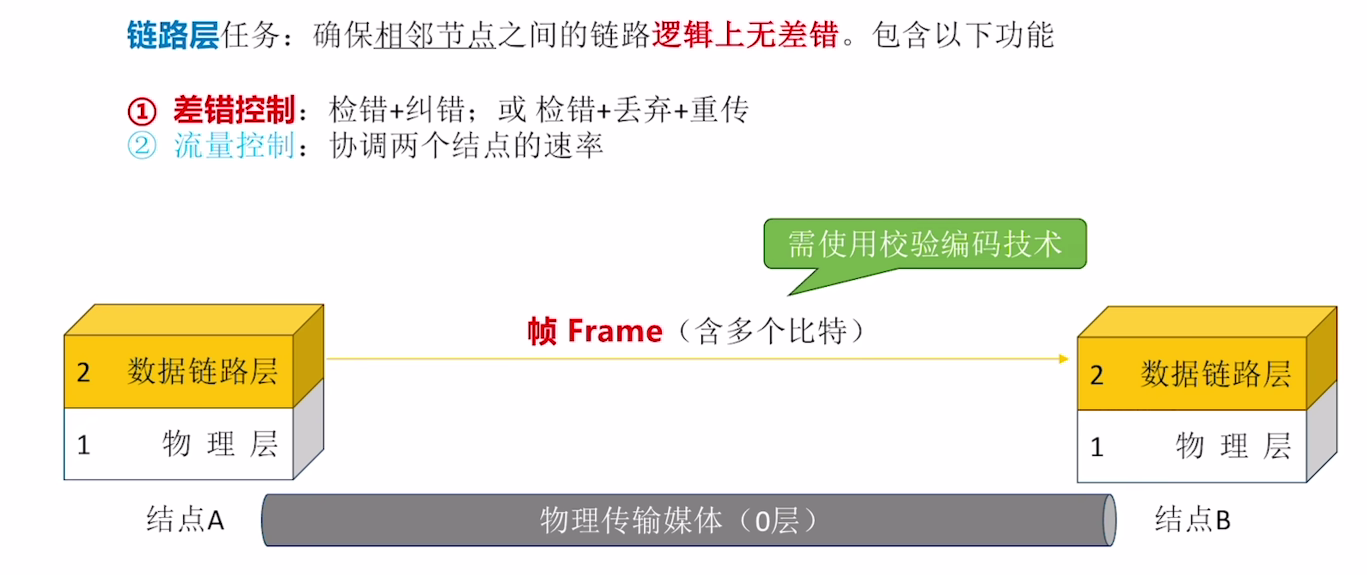 链路层任务：确保相邻节点之间的链路逻辑上无差错。包含以下功能
① 差错控制：检错+纠错；或 检错+丢弃+重传
② 流量控制：协调两个结点的速率
需使用校验编码技术
帧 Frame（含多个比特）
2 数据链路层
1 物 理 层
结点A
2 数据链路层
1 物 理 层
结点B
物理传输媒体（0层）